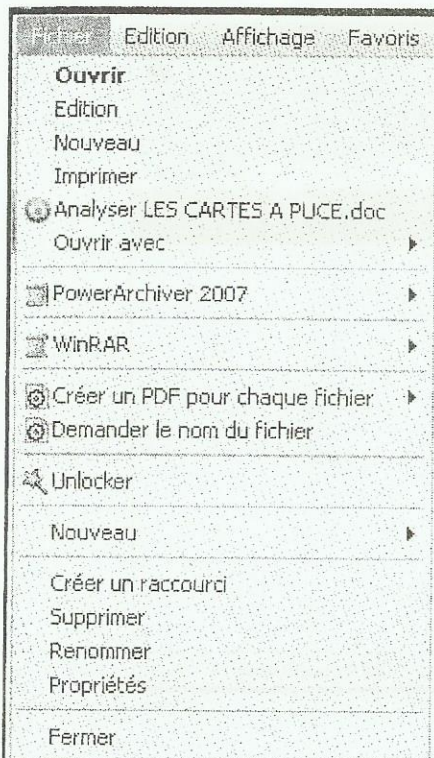 Fichier Edition Affichage Favoris
Ouvrir
Edition
Nouveau
Imprimer
Analyser LES CARTES A PUCE.doc
Ouvrir avec
PowerArchiver 2007
WinRAR
Créer un PDF pour chaque fichier
Demander le nom du fichier
Unlocker
Nouveau
Créer un raccourci
Supprimer
Renommer
Propriétés
Fermer